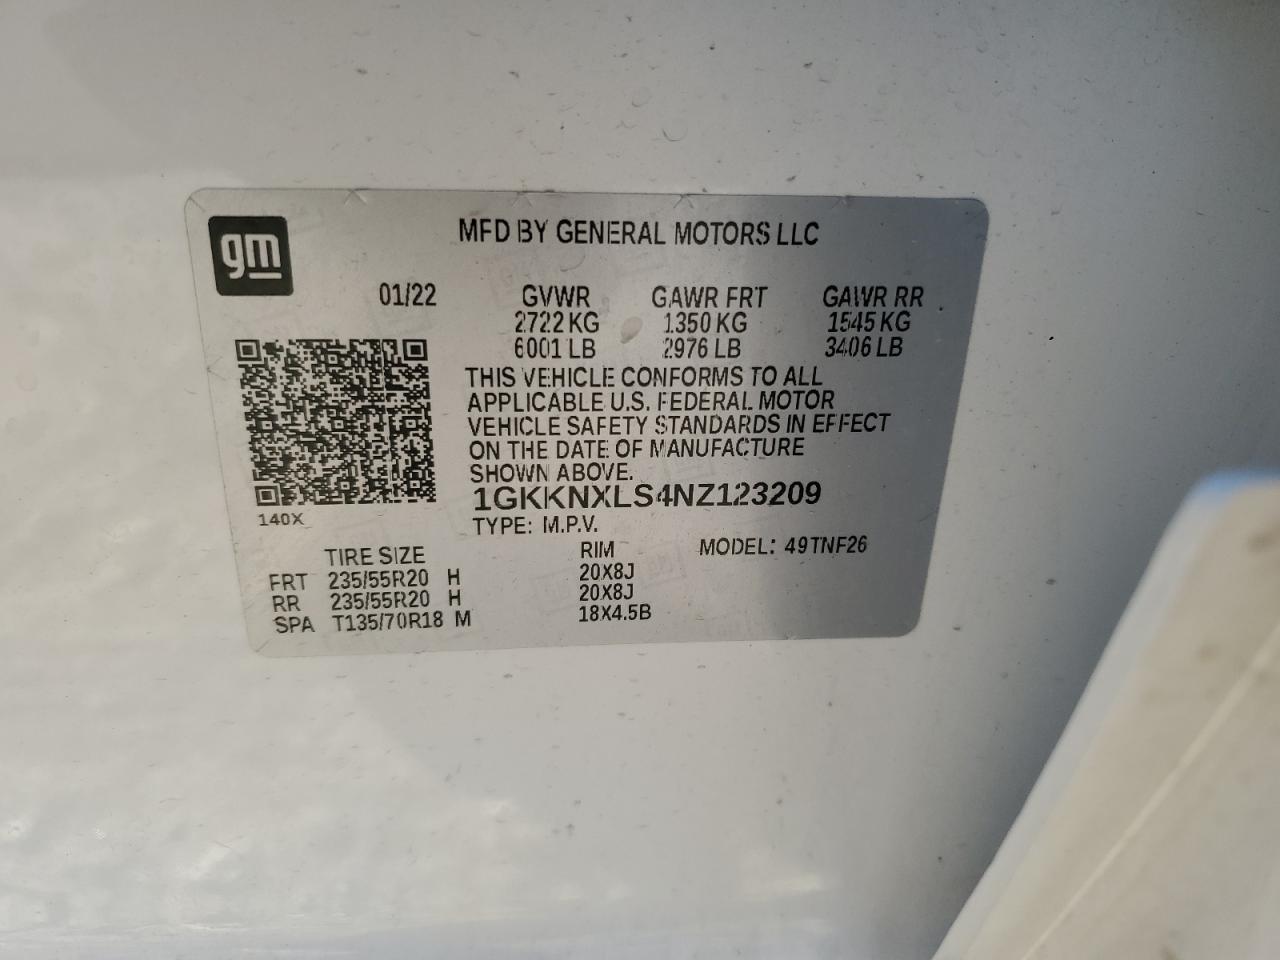 gm
MFD BY GENERAL MOTORS LLC
01/22 GVWR GAWR FRT GAWR RR
2722 KG 1350 KG 1545 KG
6001 LB 2976 LB 3406 LB
THIS VEHICLE CONFORMS TO ALL
APPLICABLE U.S. FEDERAL MOTOR
VEHICLE SAFETY STANDARDS IN EFFECT
ON THE DATE OF MANUFACTURE
SHOWN ABOVE.
1GKKNXLS4NZ123209
140X
TYPE: M.P.V.
TIRE SIZE RIM MODEL: 49TNF26
FRT 235/55R20 H 20X8J
RR 235/55R20 H 20X8J
SPA T135/70R18 M 18X4.5B